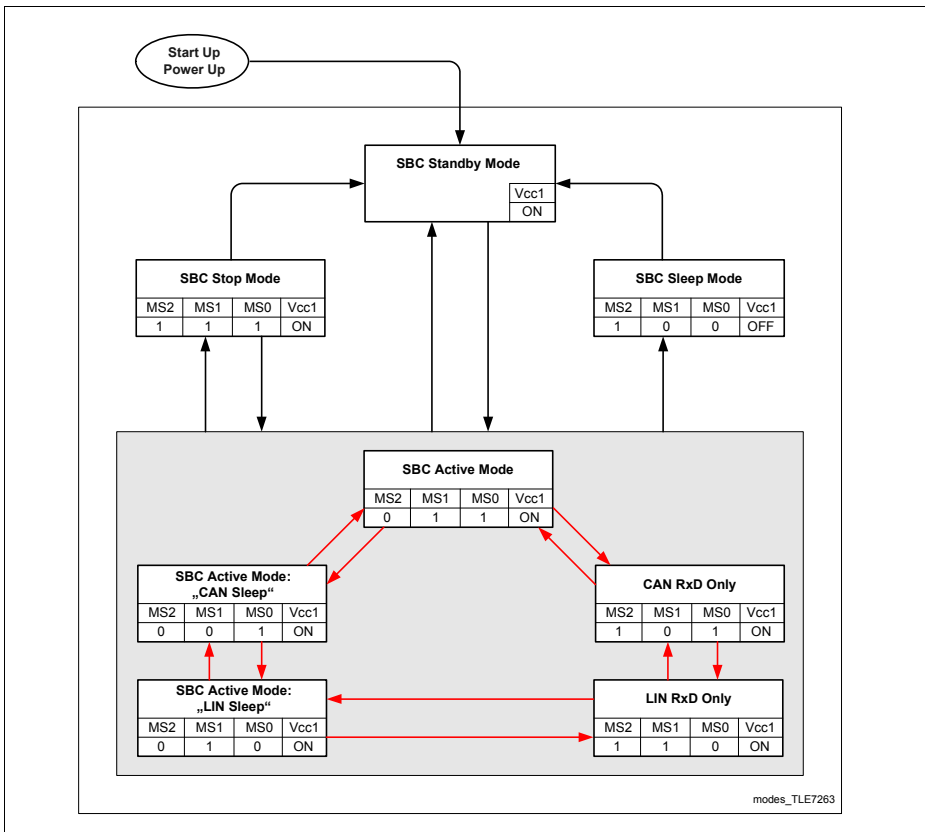 Start Up
Power Up
SBC Standby Mode
Vcc1
ON
SBC Stop Mode
MS2 MS1 MS0 Vcc1
1 1 1 ON
SBC Sleep Mode
MS2 MS1 MS0 Vcc1
1 0 0 OFF
SBC Active Mode
MS2 MS1 MS0 Vcc1
0 1 1 ON
SBC Active Mode:
„CAN Sleep“
MS2 MS1 MS0 Vcc1
0 0 1 ON
CAN RxD Only
MS2 MS1 MS0 Vcc1
1 0 1 ON
SBC Active Mode:
„LIN Sleep“
MS2 MS1 MS0 Vcc1
0 1 0 ON
LIN RxD Only
MS2 MS1 MS0 Vcc1
1 1 0 ON
modes_TLE7263